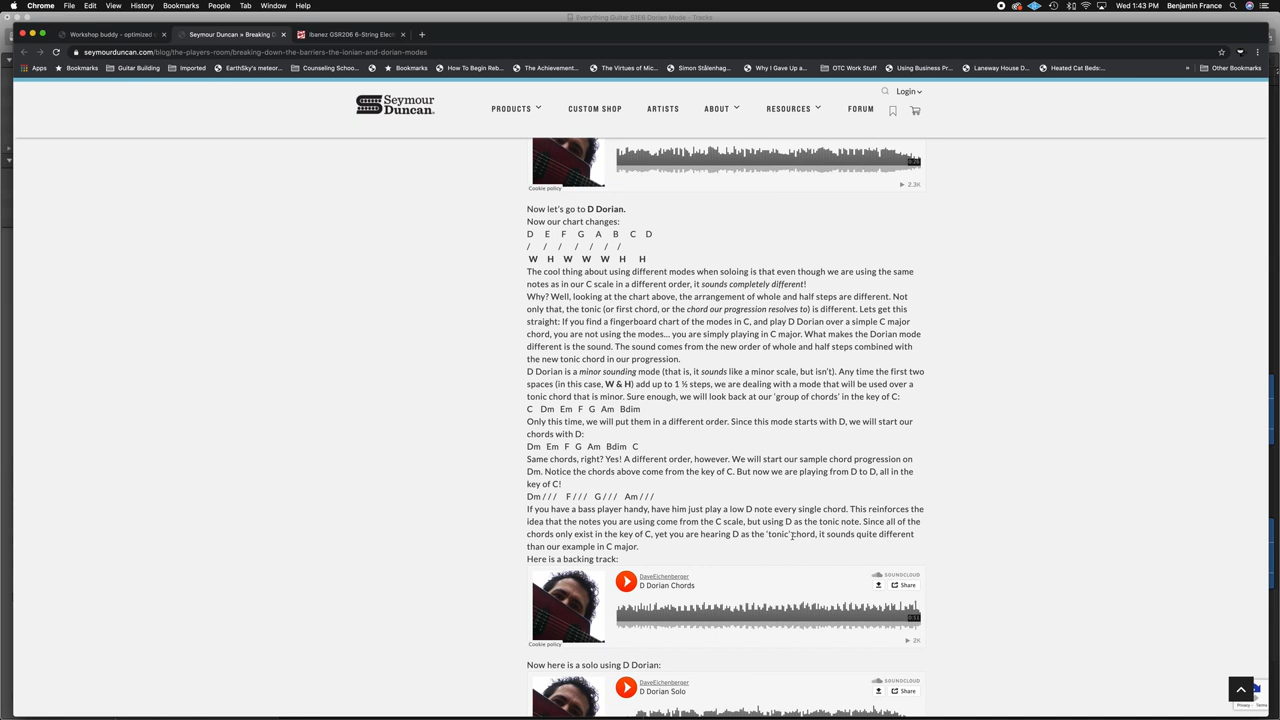 Chrome File Edit View History Bookmarks People Tab Window Help Wed 1:43 PM Benjamin France
Everything Guitar S1E6 Dorian Mode - Tracks
Workshop buddy - optimized Seymour Duncan » Breaking D Ibanez GSR206 6-String Elect
seymourduncan.com/blog/the-players-room/breaking-down-the-barriers-the-ionian-and-dorian-modes
Apps Bookmarks Guitar Building Imported EarthSky's meteor... Counseling Schoo... Bookmarks How To Begin Reb... The Achievement... The Virtues of Mic... Simon Stålenhag... Why I Gave Up a... OTC Work Stuff Using Business Pr... Laneway House D... Heated Cat Beds:... » Other Bookmarks
Login
Seymour Duncan. PRODUCTS CUSTOM SHOP ARTISTS ABOUT RESOURCES FORUM
Cookie policy 2.3K
Now let's go to D Dorian.
Now our chart changes:
D E F G A B C D
/ / / / / / /
W H W W W H H
The cool thing about using different modes when soloing is that even though we are using the same
notes as in our C scale in a different order, it sounds completely different!
Why? Well, looking at the chart above, the arrangement of whole and half steps are different. Not
only that, the tonic (or first chord, or the chord our progression resolves to) is different. Lets get this
straight: If you find a fingerboard chart of the modes in C, and play D Dorian over a simple C major
chord, you are not using the modes... you are simply playing in C major. What makes the Dorian mode
different is the sound. The sound comes from the new order of whole and half steps combined with
the new tonic chord in our progression.
D Dorian is a minor sounding mode (that is, it sounds like a minor scale, but isn't). Any time the first two
spaces (in this case, W & H) add up to 1 ½ steps, we are dealing with a mode that will be used over a
tonic chord that is minor. Sure enough, we will look back at our 'group of chords' in the key of C:
C Dm Em F G Am Bdim
Only this time, we will put them in a different order. Since this mode starts with D, we will start our
chords with D:
Dm Em F G Am Bdim C
Same chords, right? Yes! A different order, however. We will start our sample chord progression on
Dm. Notice the chords above come from the key of C. But now we are playing from D to D, all in the
key of C!
Dm / / / F / / / G / / / Am / / /
If you have a bass player handy, have him just play a low D note every single chord. This reinforces the
idea that the notes you are using come from the C scale, but using D as the tonic note. Since all of the
chords only exist in the key of C, yet you are hearing D as the 'tonic' chord, it sounds quite different
than our example in C major.
Here is a backing track:
DaveEichenberger SOUNDCLOUD
D Dorian Chords Share
Cookie policy 2K
Now here is a solo using D Dorian:
DaveEichenberger SOUNDCLOUD
D Dorian Solo Share
Privacy - Terms